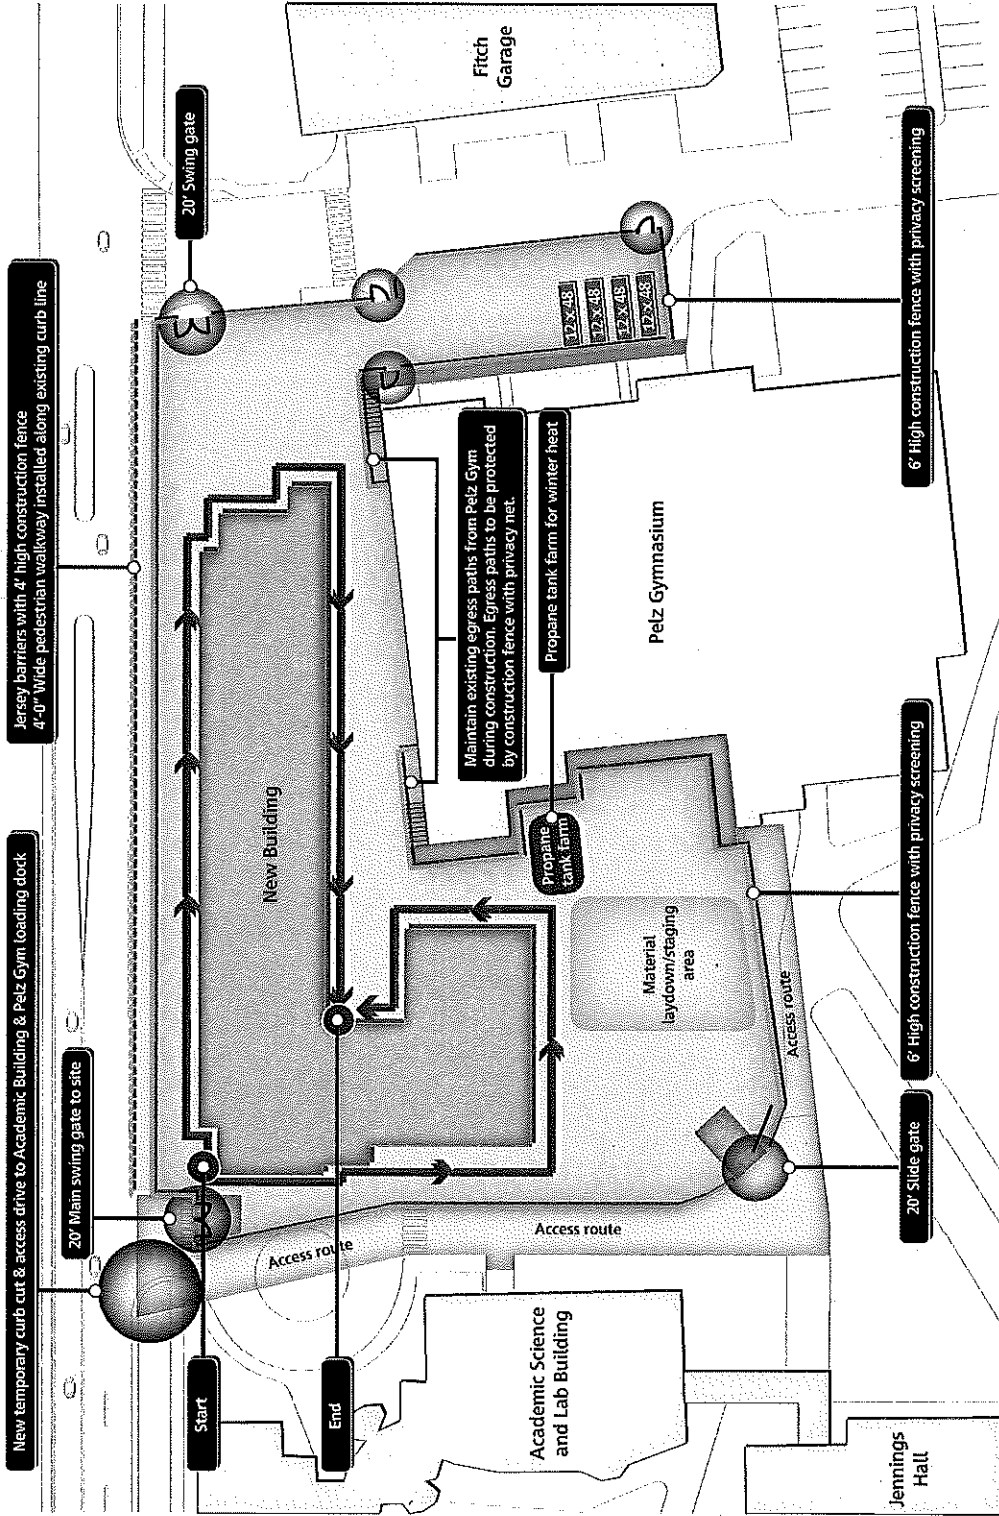 New temporary curb cut & access drive to Academic Building & Pelz Gym loading dock
Jersey barriers with 4' high construction fence
4'-0" Wide pedestrian walkway installed along existing curb line
20' Main swing gate to site
20' Swing gate
Start
End
New Building
Access route
Access route
Access route
Maintain existing egress paths from Pelz Gym
during construction. Egress paths to be protected
by construction fence with privacy net.
Propane tank farm for winter heat
Propane
tank farm
Material
laydown/staging
area
12 x 48
12 x 48
12 x 48
12 x 48
Fitch
Garage
Pelz Gymnasium
Academic Science
and Lab Building
Jennings
Hall
20' Slide gate
6' High construction fence with privacy screening
6' High construction fence with privacy screening